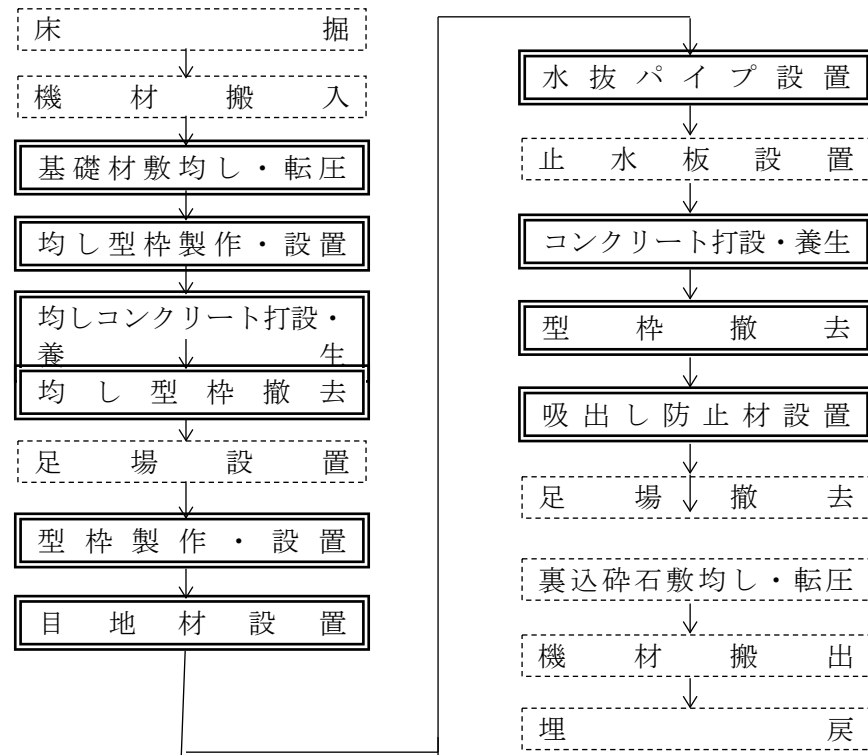 床掘
機材搬入
基礎材敷均し・転圧
均し型枠製作・設置
均しコンクリート打設・
養生
均し型枠撤去
足場設置
型枠製作・設置
目地材設置
水抜パイプ設置
止水板設置
コンクリート打設・養生
型枠撤去
吸出し防止材設置
足場撤去
裏込砕石敷均し・転圧
機材搬出
埋戻